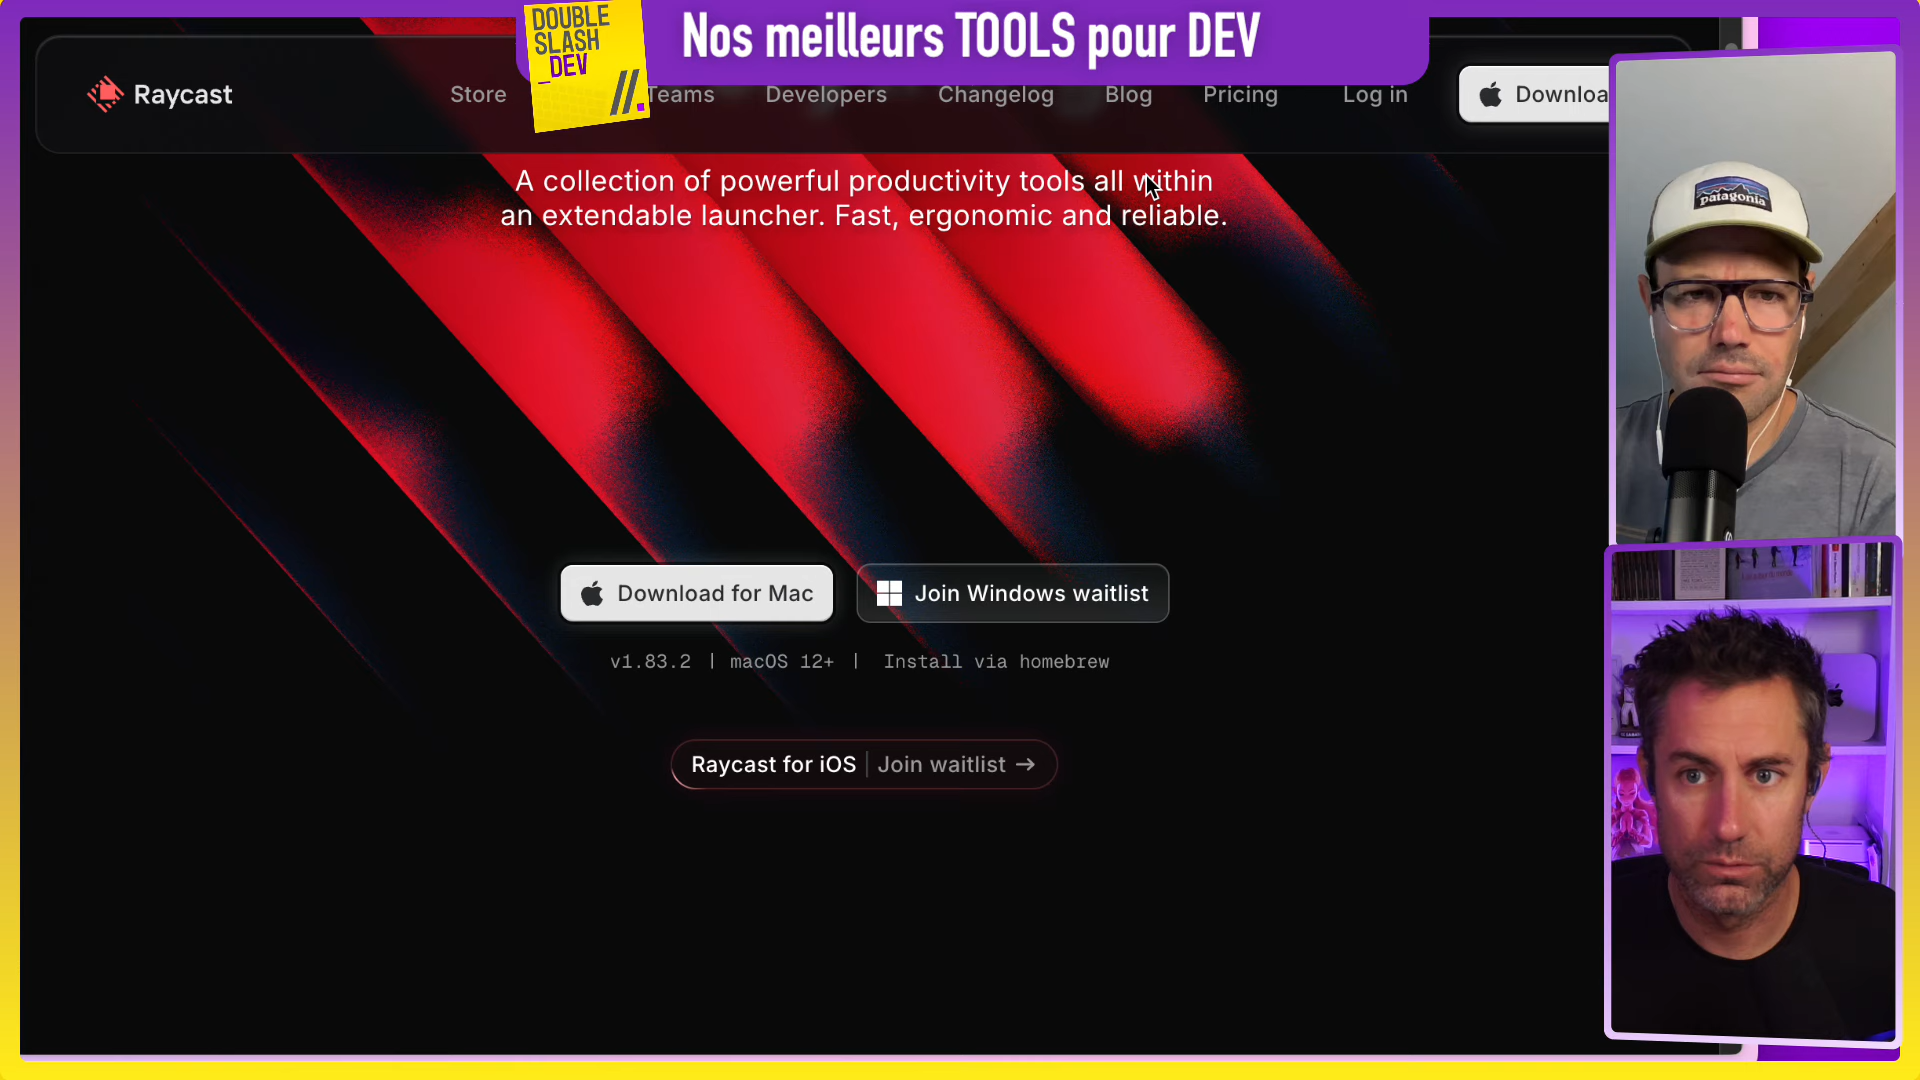 DOUBLE
SLASH
_DEV
//.
Nos meilleurs TOOLS pour DEV
Raycast
Store
Teams
Developers
Changelog
Blog
Pricing
Log in
Downloa
A collection of powerful productivity tools all within
an extendable launcher. Fast, ergonomic and reliable.
patagonia
Download for Mac
Join Windows waitlist
v1.83.2 | macOS 12+ | Install via homebrew
Raycast for iOS | Join waitlist →